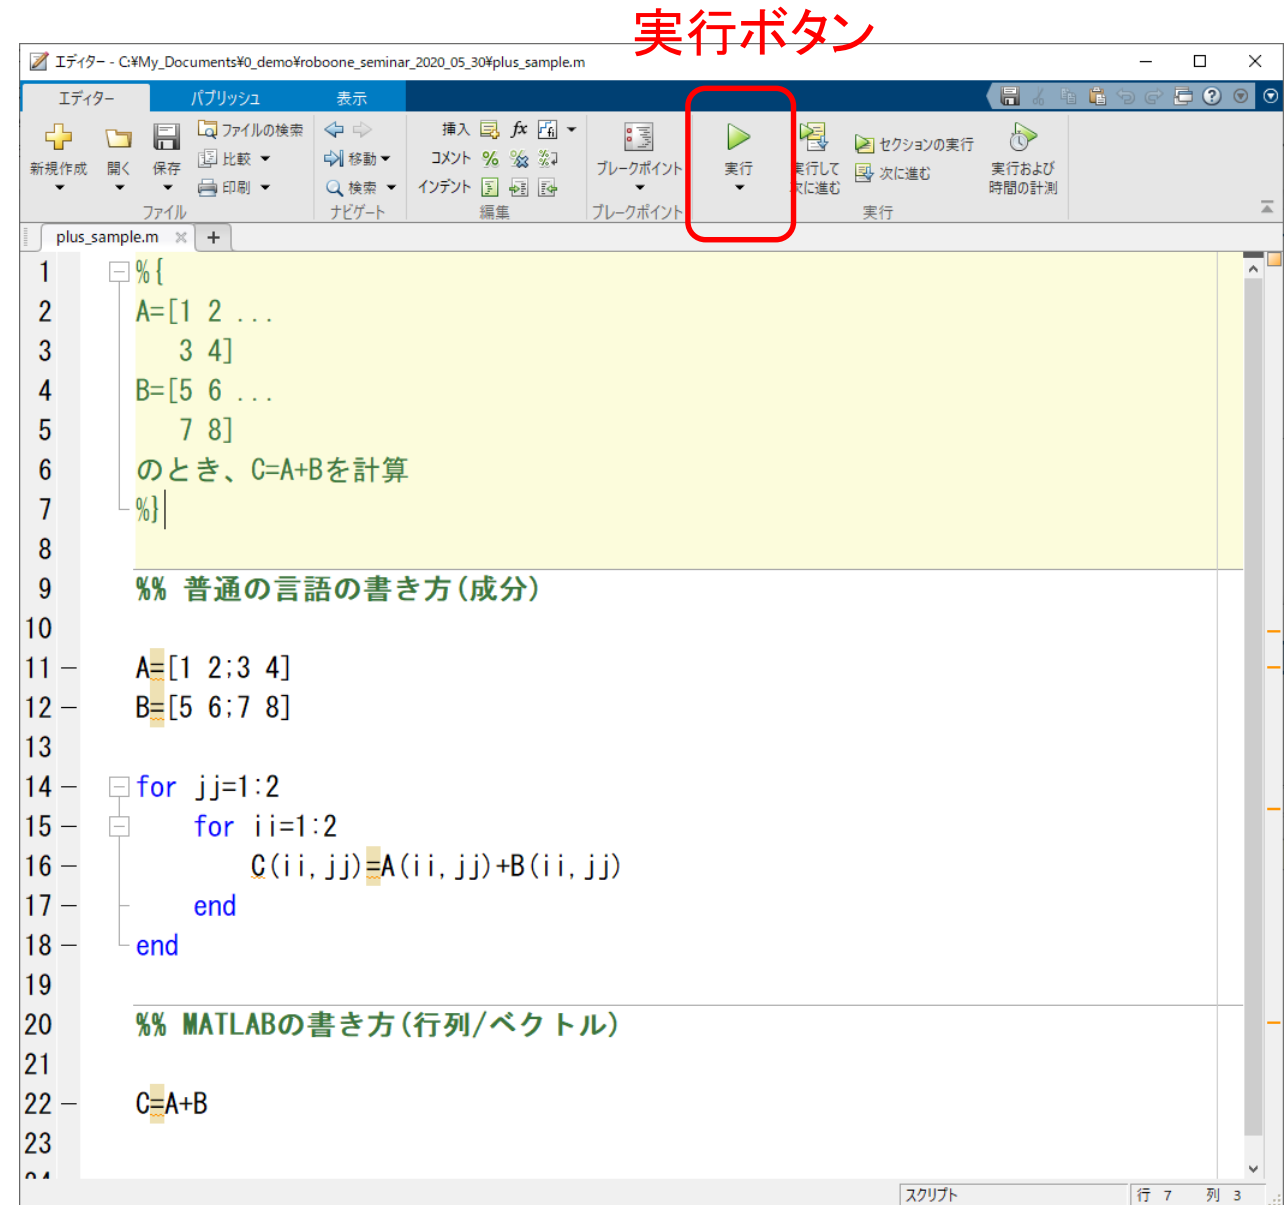 実行ボタン
エディター - C:¥My_Documents¥0_demo¥roboone_seminar_2020_05_30¥plus_sample.m
エディター パブリッシュ 表示
新規作成 開く 保存 ファイルの検索 比較 印刷 ファイル
移動 検索 ナビゲート
挿入 fx コメント インデント 編集
ブレークポイント ブレークポイント
実行
実行して 次に進む セクションの実行 次に進む 実行および 時間の計測 実行
plus_sample.m
1 %{
2 A=[1 2 ...
3 3 4]
4 B=[5 6 ...
5 7 8]
6 のとき、C=A+Bを計算
7 %}
8
9 %% 普通の言語の書き方(成分)
10
11 A=[1 2;3 4]
12 B=[5 6;7 8]
13
14 for jj=1:2
15 for ii=1:2
16 C(ii,jj)=A(ii,jj)+B(ii,jj)
17 end
18 end
19
20 %% MATLABの書き方(行列/ベクトル)
21
22 C=A+B
23
スクリプト 行 7 列 3